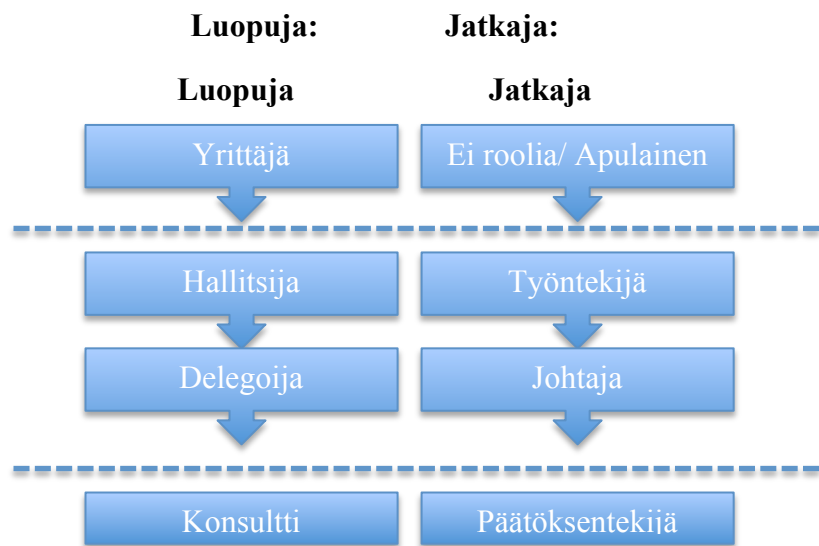 Luopuja: Jatkaja:
Luopuja Jatkaja
Yrittäjä Ei roolia/ Apulainen
Hallitsija Työntekijä
Delegoija Johtaja
Konsultti Päätöksentekijä